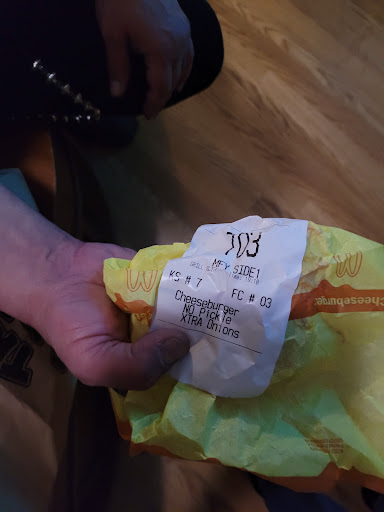 703
MFY SIDE1
KS # 7 FC # 03
Cheeseburger
NO Pickle
XTRA Onions
Cheeseburger